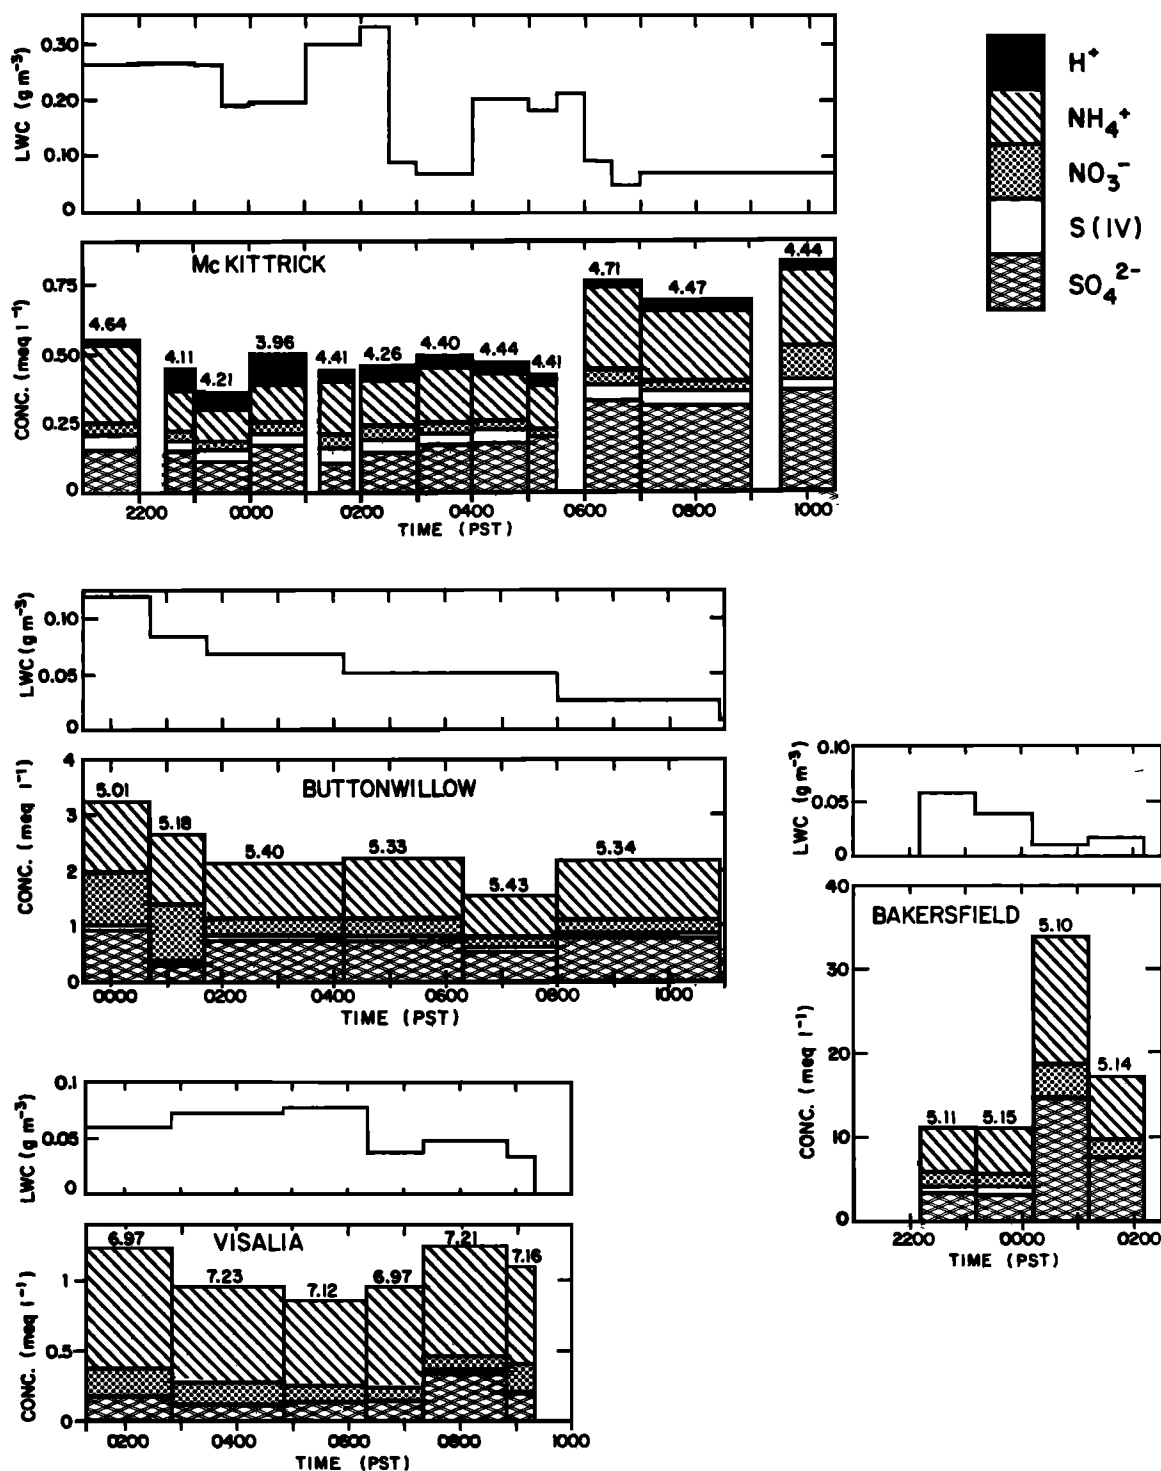 LWC (g m⁻³)
0.30
0.20
0.10
0
H⁺
NH₄⁺
NO₃⁻
S(IV)
SO₄²⁻
McKITTRICK
CONC. (meq l⁻¹)
0.75
0.50
0.25
0
4.64
4.11
4.21
3.96
4.41
4.26
4.40
4.44
4.41
4.71
4.47
4.44
2200 0000 0200 0400 0600 0800 1000
TIME (PST)
LWC (g m⁻³)
0.10
0.05
0
BUTTONWILLOW
CONC. (meq l⁻¹)
4
3
2
1
0
5.01
5.18
5.40
5.33
5.43
5.34
0000 0200 0400 0600 0800 1000
TIME (PST)
LWC (g m⁻³)
0.10
0.05
0
BAKERSFIELD
CONC. (meq l⁻¹)
40
30
20
10
0
5.11
5.15
5.10
5.14
2200 0000 0200
TIME (PST)
LWC (g m⁻³)
0.1
0.05
0
VISALIA
CONC. (meq l⁻¹)
1
0.5
0
6.97
7.23
7.12
6.97
7.21
7.16
0200 0400 0600 0800 1000
TIME (PST)